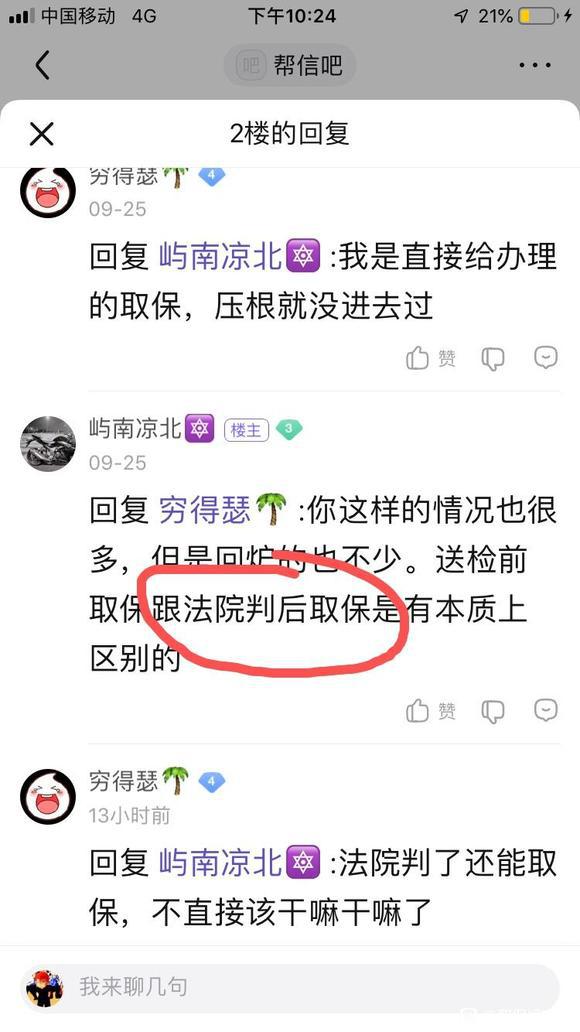 中国移动 4G 下午10:24 21%
吧 帮信吧
2楼的回复
穷得瑟🌴 4
09-25
回复 屿南凉北🔯:我是直接给办理
的取保，压根就没进去过
赞
屿南凉北🔯 楼主 3
09-25
回复 穷得瑟🌴:你这样的情况也很
多，但是回炉的也不少。送检前
取保跟法院判后取保是有本质上
区别的
赞
穷得瑟🌴 4
13小时前
回复 屿南凉北🔯:法院判了还能取
保，不直接该干嘛干嘛了
我来聊几句